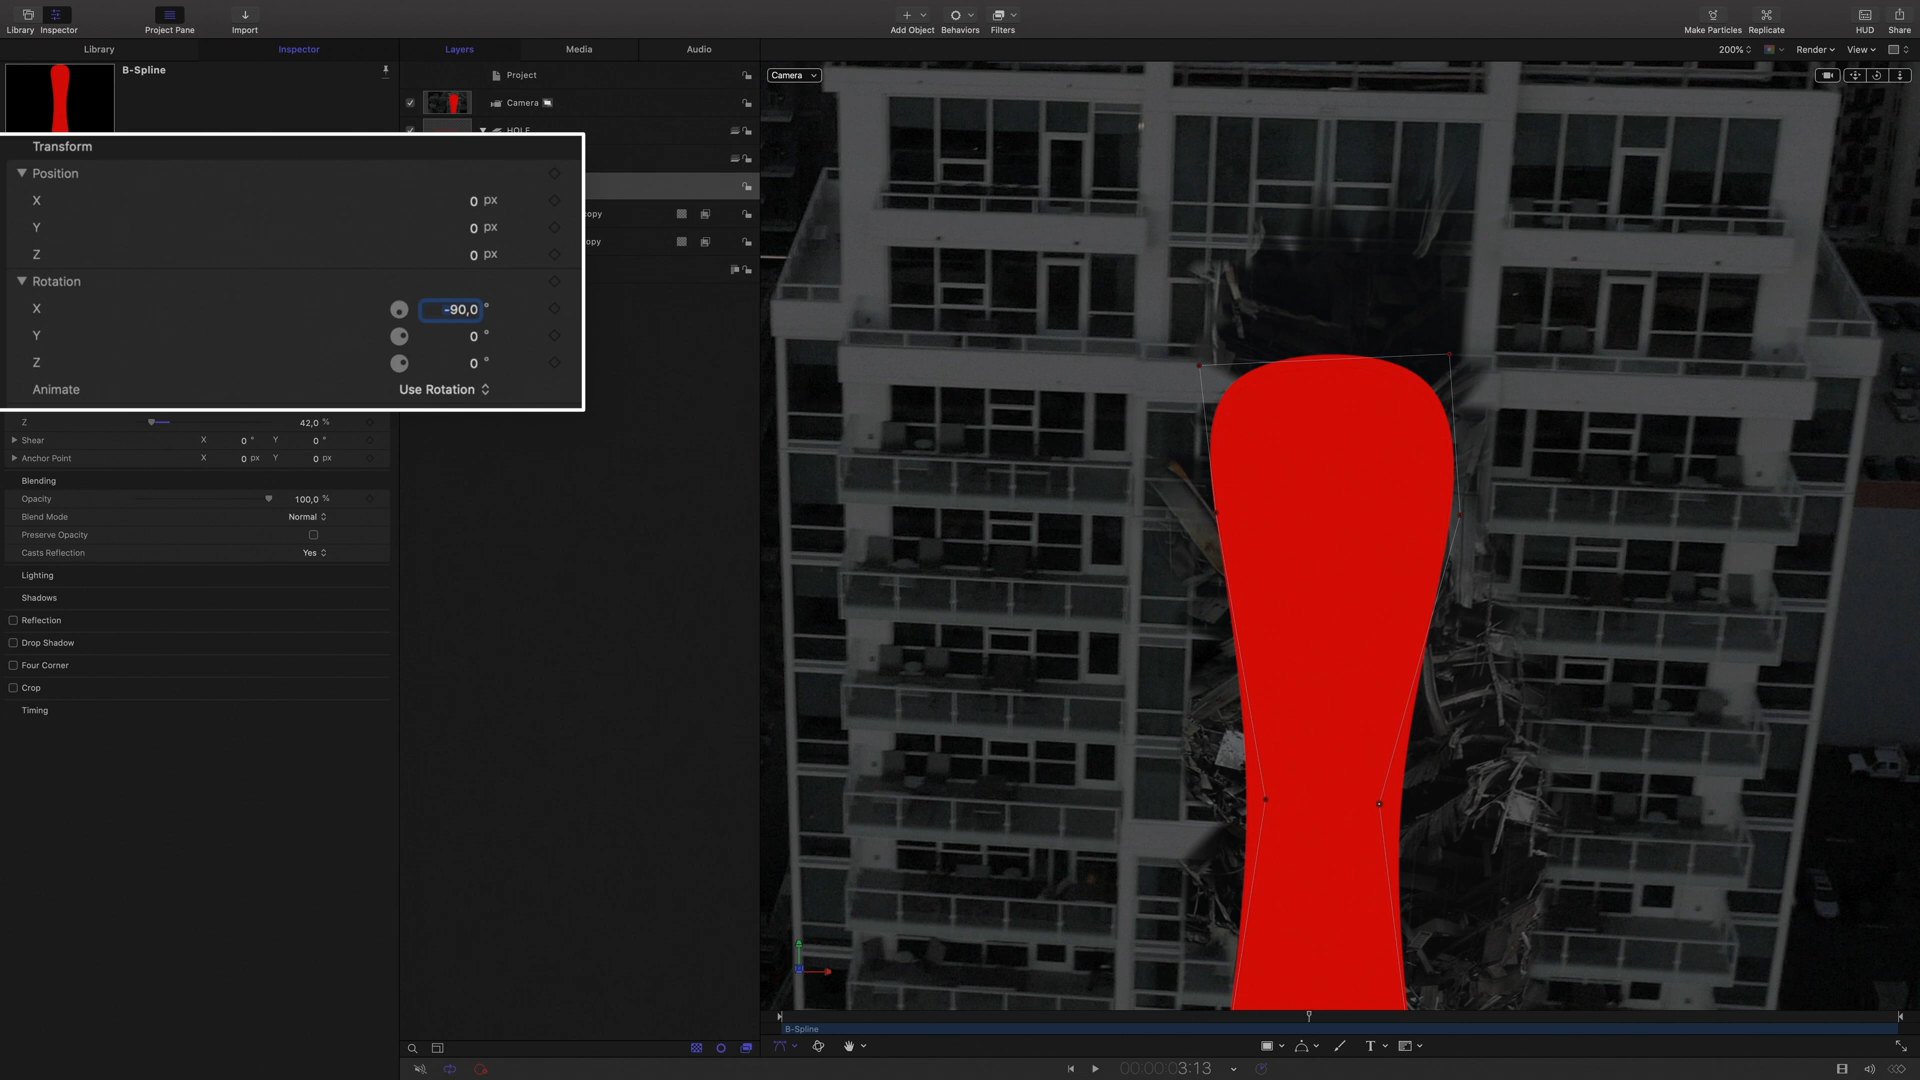 Library
Inspector
Project Pane
Import
Add Object
Behaviors
Filters
Make Particles
Replicate
HUD
Share
Library
Inspector
Layers
Media
Audio
200%
Render
View
B-Spline
Project
Camera
Camera
HOLE
Transform
Position
X 0 px
Y 0 px
Z 0 px
opy
opy
Rotation
X -90,0 °
Y 0 °
Z 0 °
Animate Use Rotation
Z 42,0 %
Shear X 0 ° Y 0 °
Anchor Point X 0 px Y 0 px
Blending
Opacity 100,0 %
Blend Mode Normal
Preserve Opacity
Casts Reflection Yes
Lighting
Shadows
Reflection
Drop Shadow
Four Corner
Crop
Timing
B-Spline
T
00:00:03:13